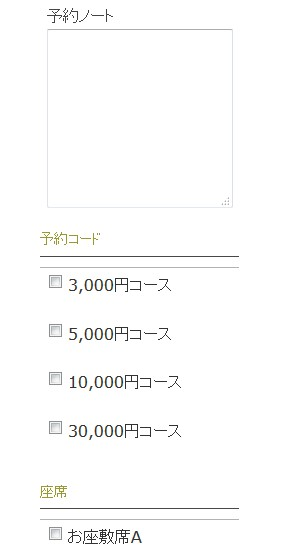 予約ノート
予約コード
3,000円コース
5,000円コース
10,000円コース
30,000円コース
座席
お座敷席A